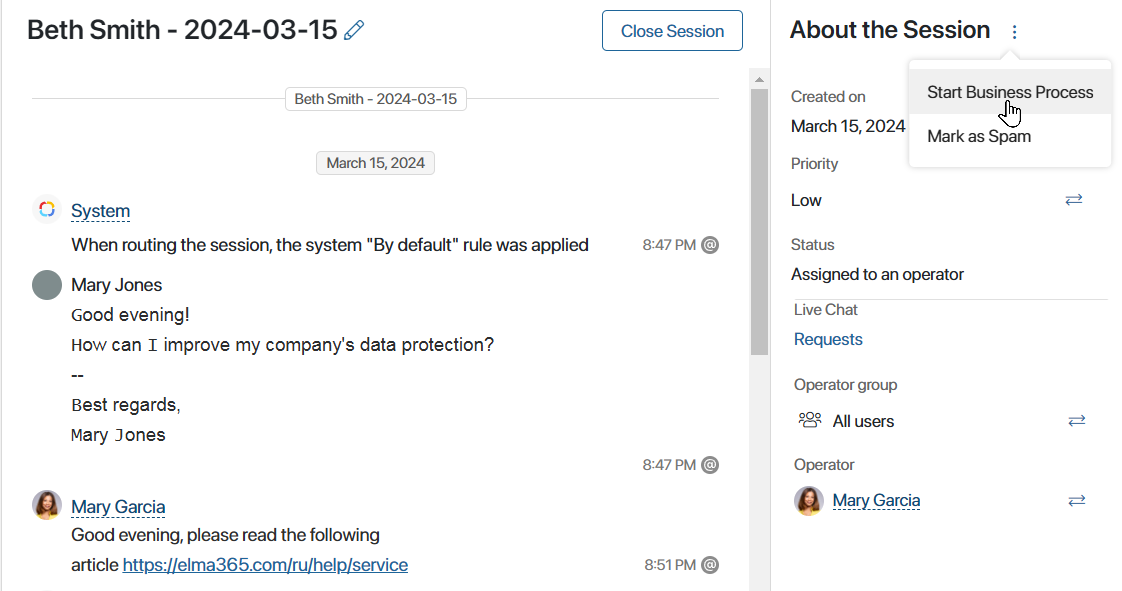 Beth Smith - 2024-03-15
Close Session
Beth Smith - 2024-03-15
March 15, 2024
System
When routing the session, the system "By default" rule was applied
8:47 PM
Mary Jones
Good evening!
How can I improve my company's data protection?
--
Best regards,
Mary Jones
8:47 PM
Mary Garcia
Good evening, please read the following
article https://elma365.com/ru/help/service
8:51 PM
About the Session
Start Business Process
Mark as Spam
Created on
March 15, 2024
Priority
Low
Status
Assigned to an operator
Live Chat
Requests
Operator group
All users
Operator
Mary Garcia